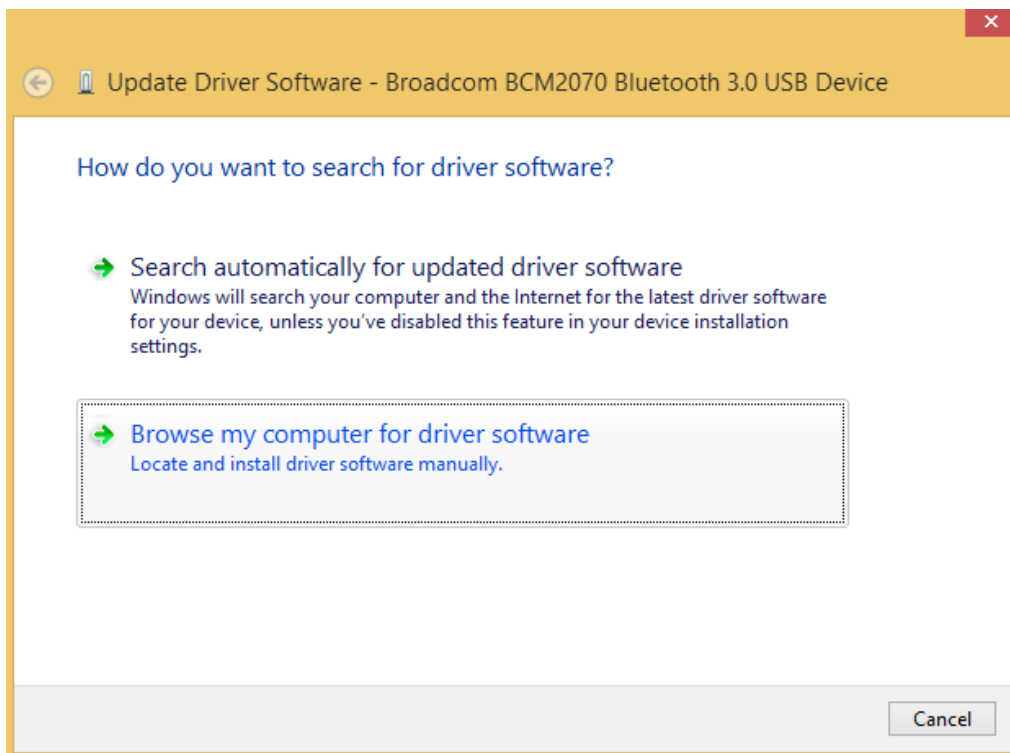 Update Driver Software - Broadcom BCM2070 Bluetooth 3.0 USB Device
How do you want to search for driver software?
Search automatically for updated driver software
Windows will search your computer and the Internet for the latest driver software
for your device, unless you've disabled this feature in your device installation
settings.
Browse my computer for driver software
Locate and install driver software manually.
Cancel